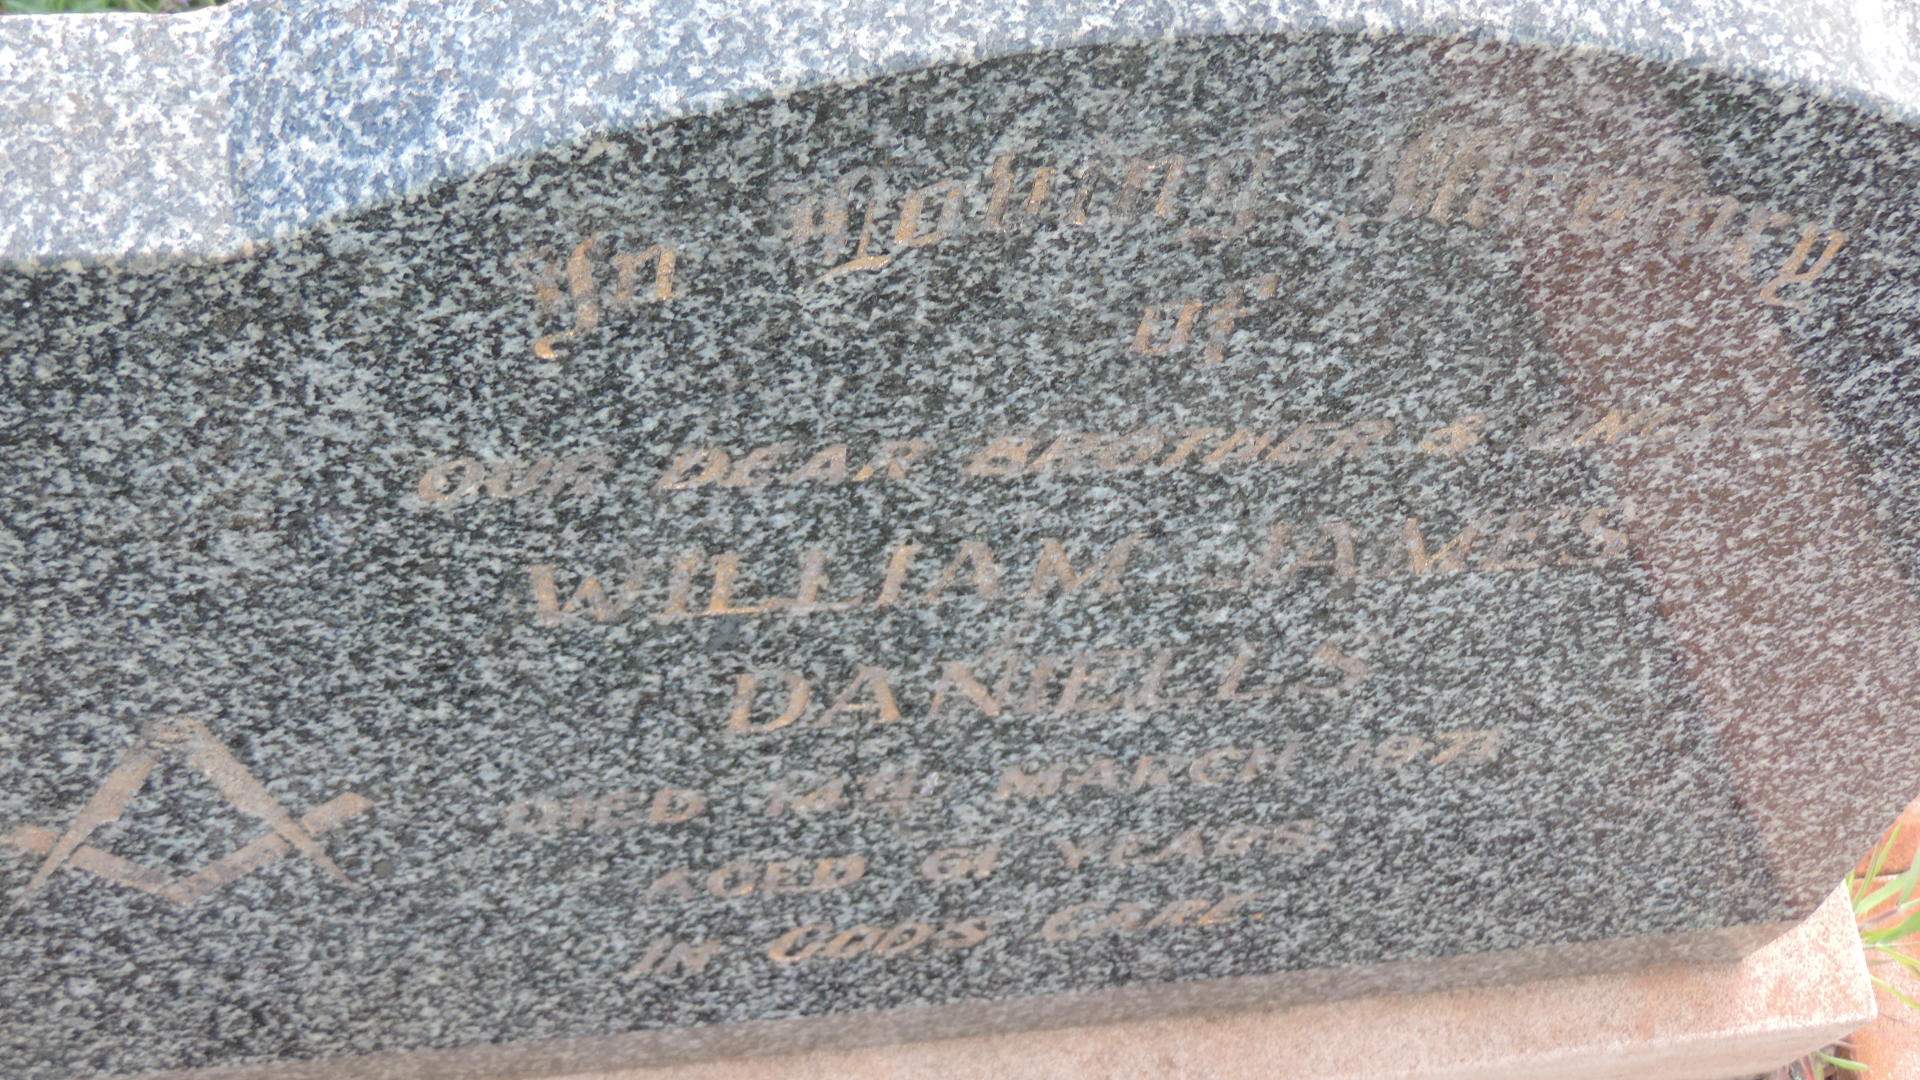 In Loving Memory
of
OUR DEAR BROTHER &
WILLIAM JAMES
DANIELLS
DIED 14TH MARCH 1971
AGED 61 YEARS
IN GODS CARE